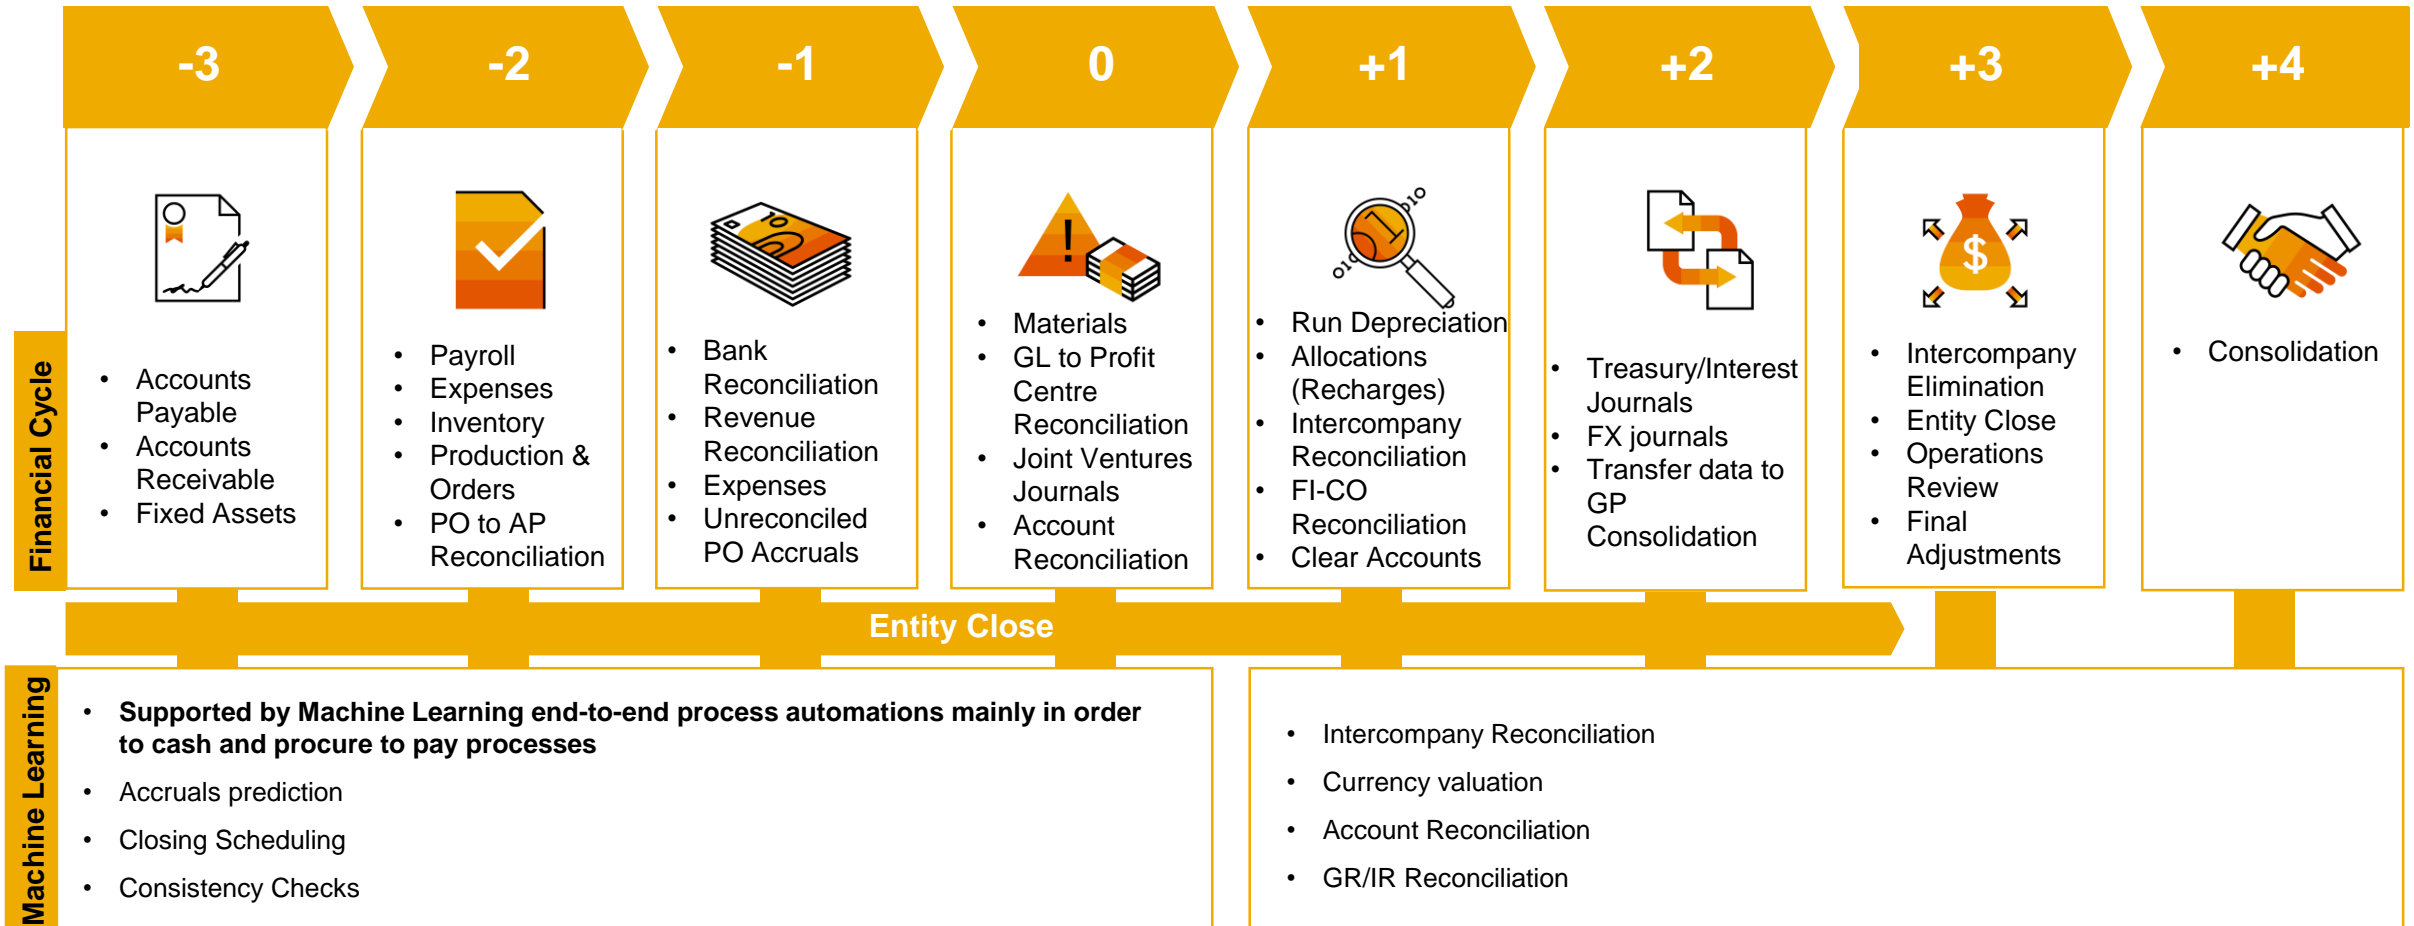 -3
-2
-1
0
+1
+2
+3
+4
Financial Cycle
• Accounts
Payable
• Accounts
Receivable
• Fixed Assets
• Payroll
• Expenses
• Inventory
• Production &
Orders
• PO to AP
Reconciliation
• Bank
Reconciliation
• Revenue
Reconciliation
• Expenses
• Unreconciled
PO Accruals
• Materials
• GL to Profit
Centre
Reconciliation
• Joint Ventures
Journals
• Account
Reconciliation
• Run Depreciation
• Allocations
(Recharges)
• Intercompany
Reconciliation
• FI-CO
Reconciliation
• Clear Accounts
• Treasury/Interest
Journals
• FX journals
• Transfer data to
GP
Consolidation
• Intercompany
Elimination
• Entity Close
• Operations
Review
• Final
Adjustments
• Consolidation
Entity Close
Machine Learning
• Supported by Machine Learning end-to-end process automations mainly in order
to cash and procure to pay processes
• Accruals prediction
• Closing Scheduling
• Consistency Checks
• Intercompany Reconciliation
• Currency valuation
• Account Reconciliation
• GR/IR Reconciliation